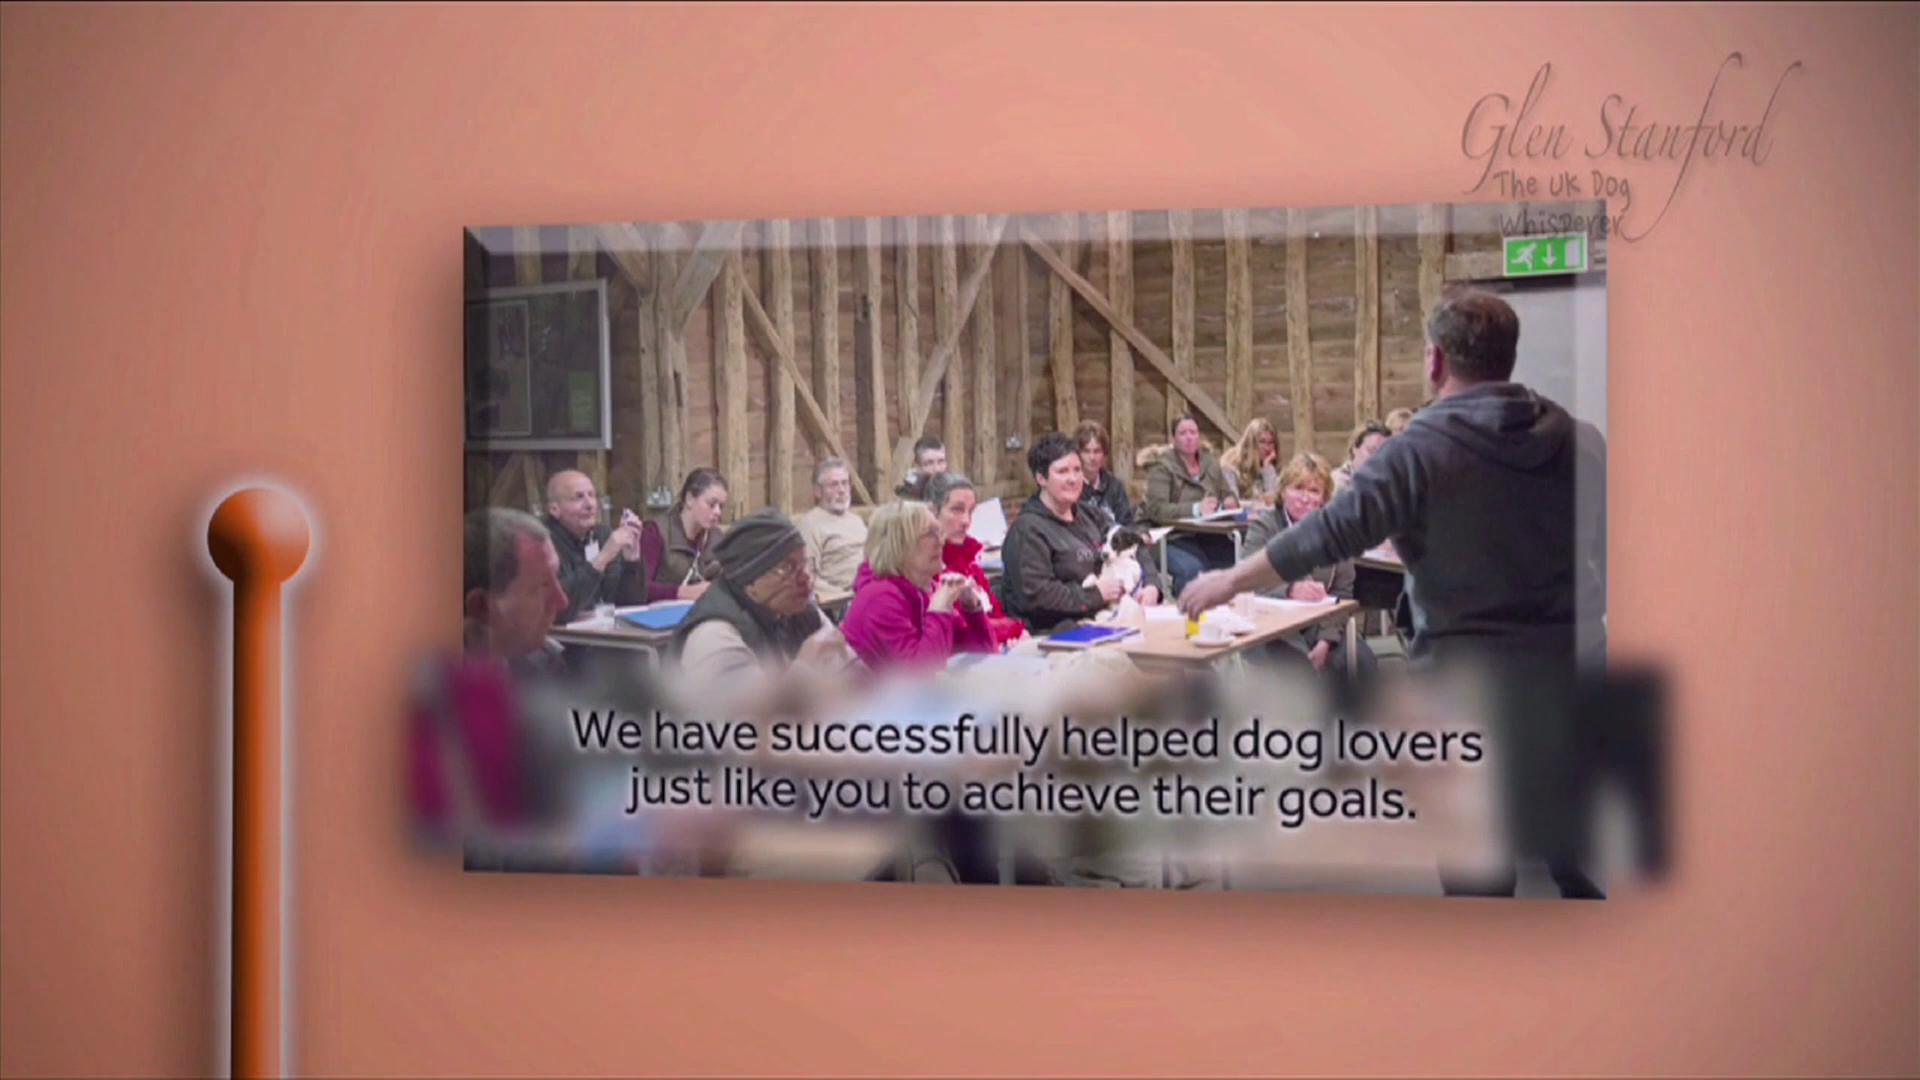 Glen Stanford
The UK Dog
Whisperer
We have successfully helped dog lovers
just like you to achieve their goals.